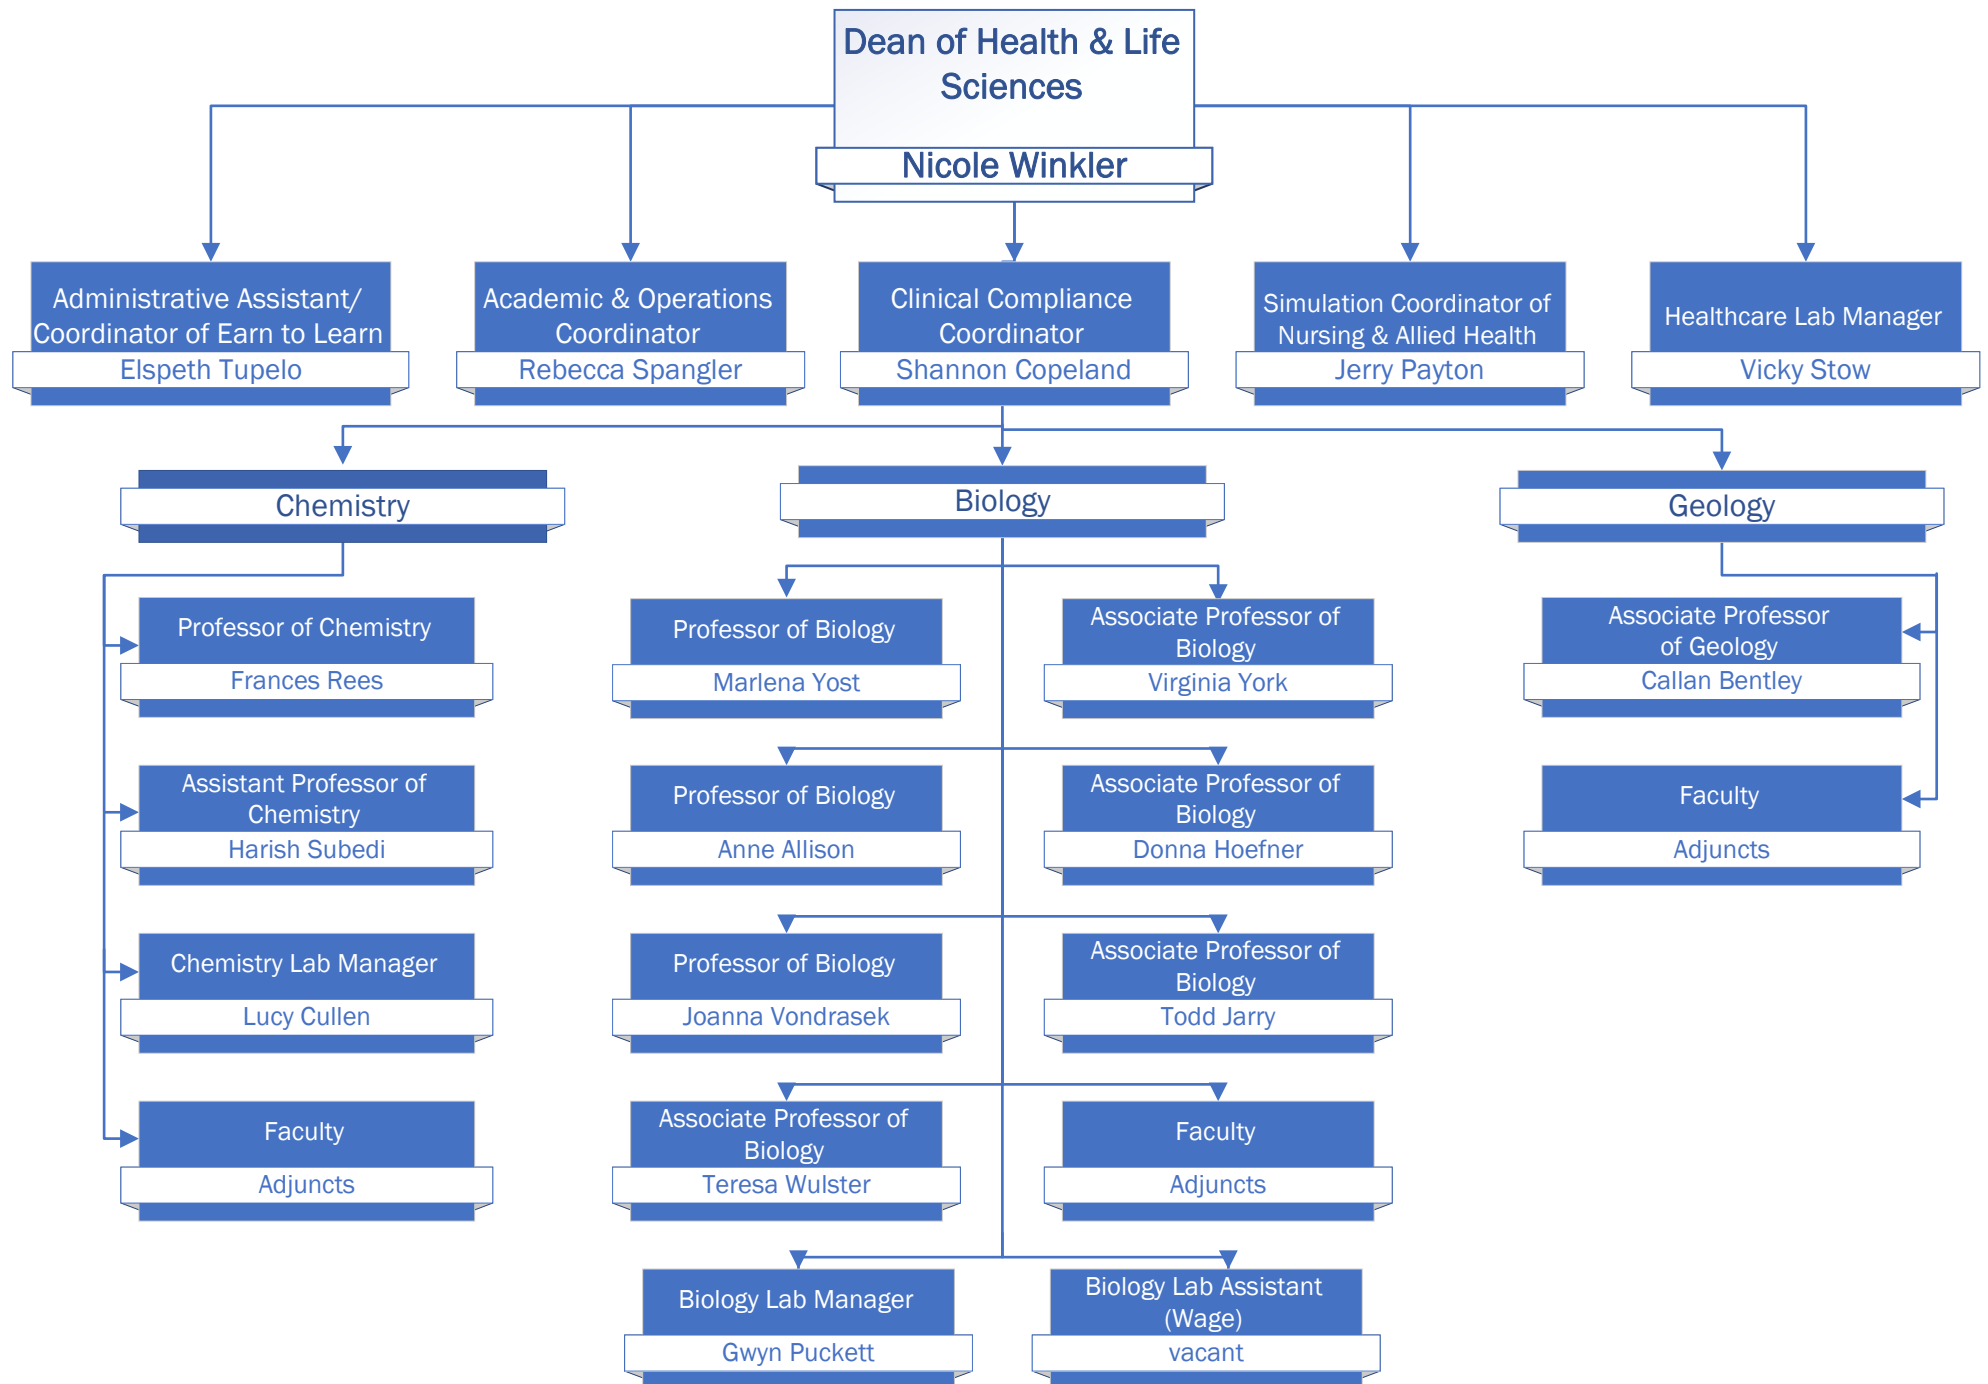 Dean of Health & Life
Sciences
Nicole Winkler
Administrative Assistant/
Coordinator of Earn to Learn
Elspeth Tupelo
Academic & Operations
Coordinator
Rebecca Spangler
Clinical Compliance
Coordinator
Shannon Copeland
Simulation Coordinator of
Nursing & Allied Health
Jerry Payton
Healthcare Lab Manager
Vicky Stow
Chemistry
Biology
Geology
Professor of Chemistry
Frances Rees
Professor of Biology
Marlena Yost
Associate Professor of
Biology
Virginia York
Associate Professor
of Geology
Callan Bentley
Assistant Professor of
Chemistry
Harish Subedi
Professor of Biology
Anne Allison
Associate Professor of
Biology
Donna Hoefner
Faculty
Adjuncts
Chemistry Lab Manager
Lucy Cullen
Professor of Biology
Joanna Vondrasek
Associate Professor of
Biology
Todd Jarry
Faculty
Adjuncts
Associate Professor of
Biology
Teresa Wulster
Faculty
Adjuncts
Biology Lab Manager
Gwyn Puckett
Biology Lab Assistant
(Wage)
vacant